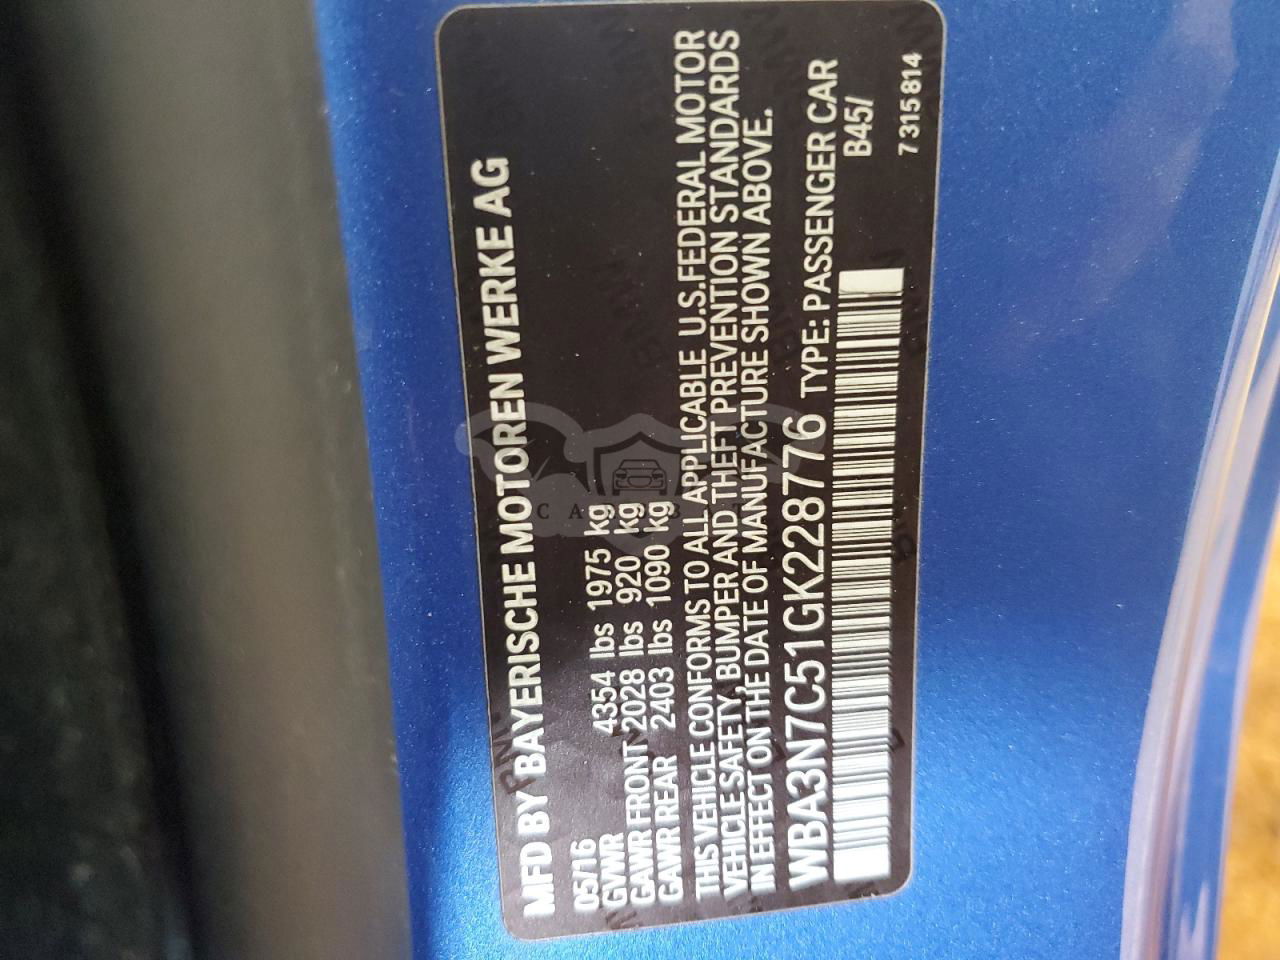 MFD BY BAYERISCHE MOTOREN WERKE AG
05/16
GVWR 4354 lbs 1975 kg
GAWR FRONT 2028 lbs 920 kg
GAWR REAR 2403 lbs 1090 kg
THIS VEHICLE CONFORMS TO ALL APPLICABLE U.S.FEDERAL MOTOR
VEHICLE SAFETY, BUMPER AND THEFT PREVENTION STANDARDS
IN EFFECT ON THE DATE OF MANUFACTURE SHOWN ABOVE.
WBA3N7C51GK228776 TYPE: PASSENGER CAR
B45/
7 315 814